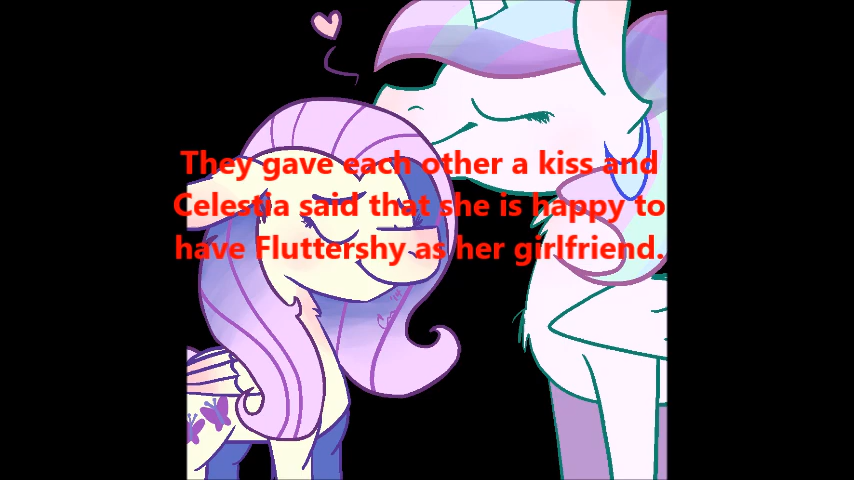 They gave each other a kiss and
Celestia said that she is happy to
have Fluttershy as her girlfriend.